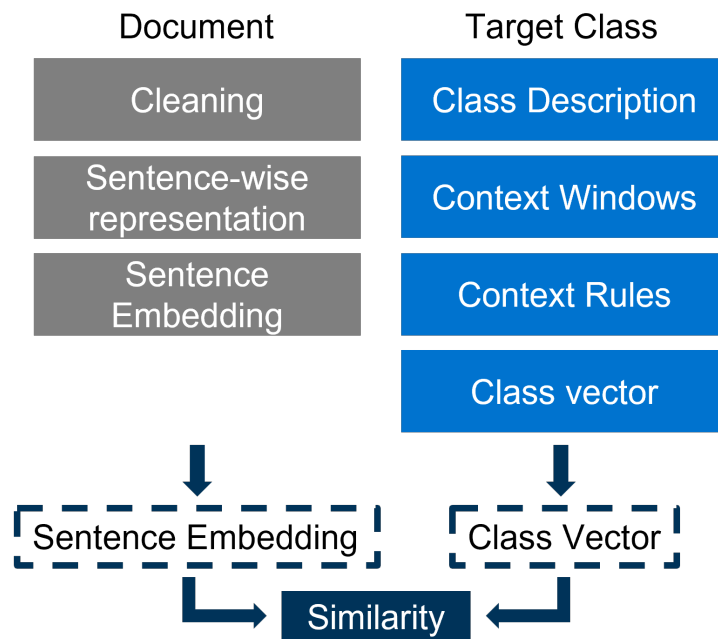 Document
Target Class
Cleaning
Class Description
Sentence-wise
representation
Context Windows
Sentence
Embedding
Context Rules
Class vector
Sentence Embedding
Class Vector
Similarity